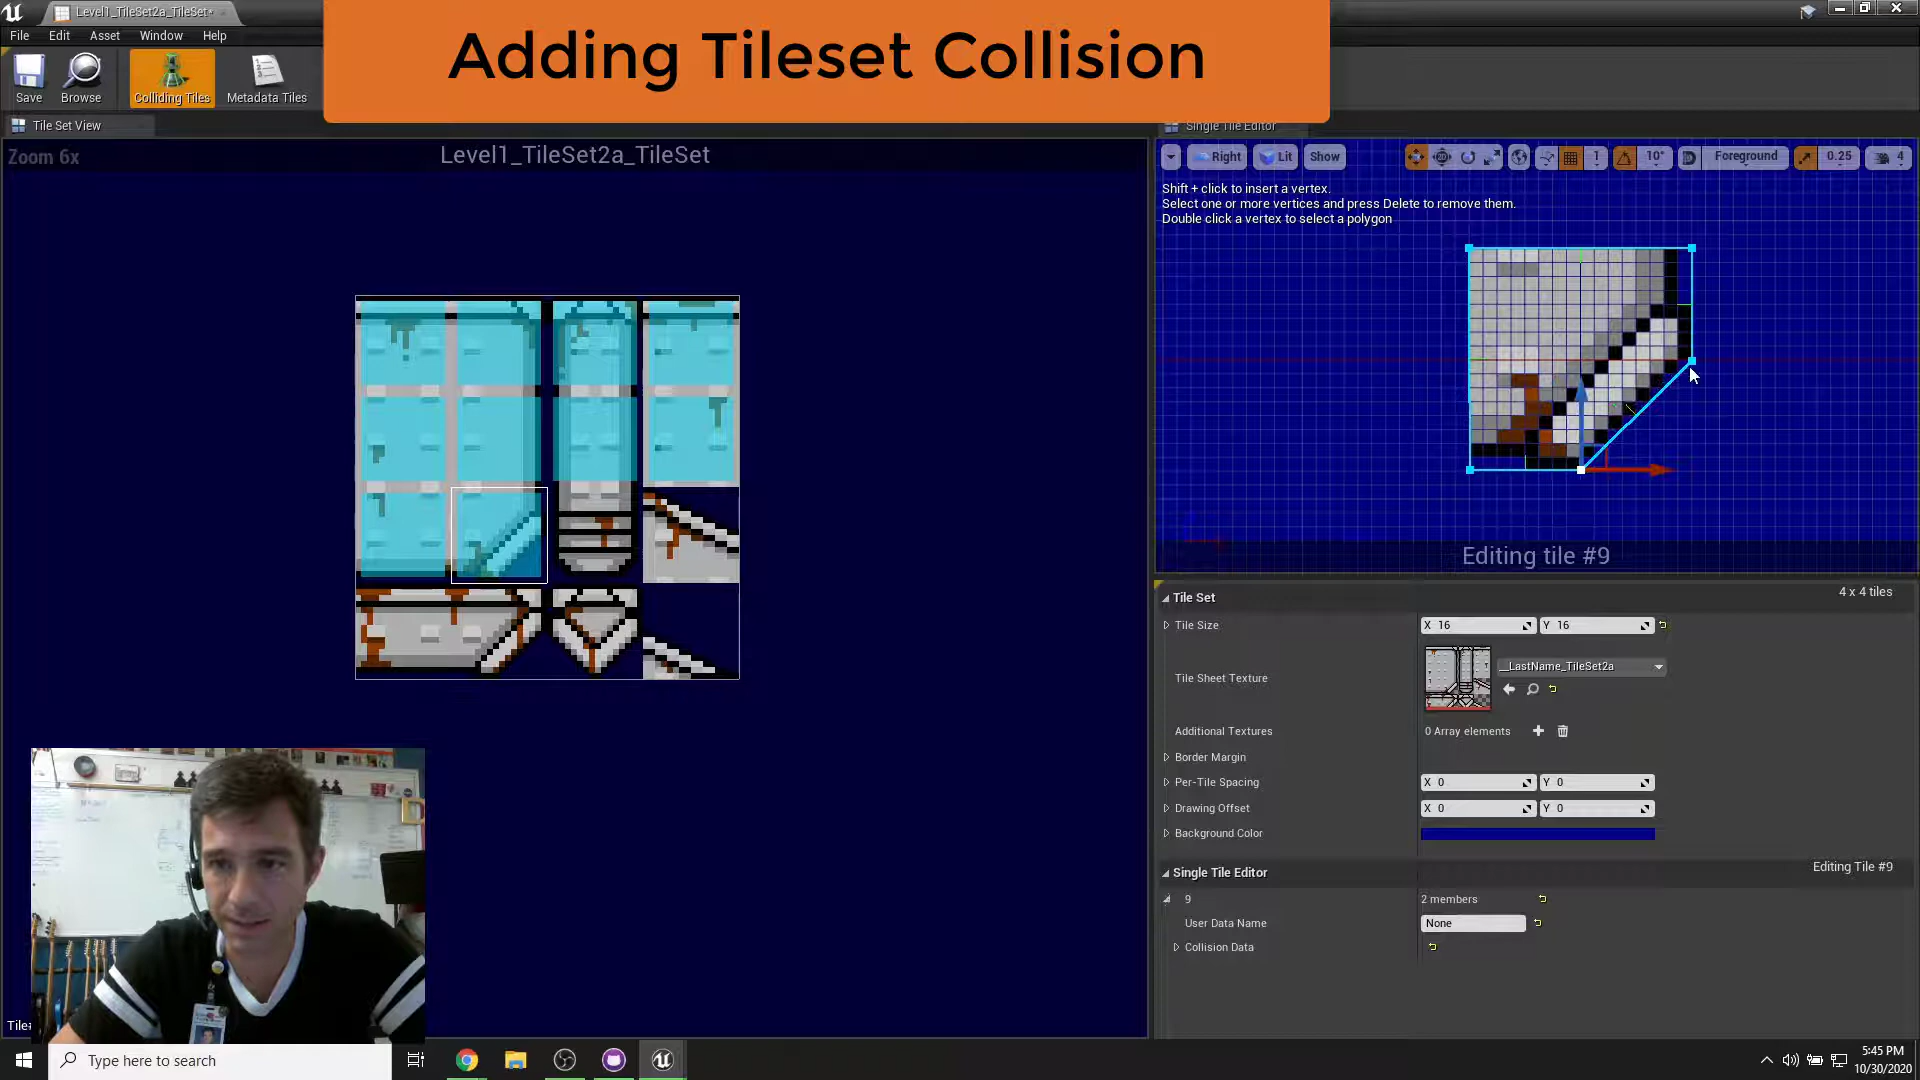 Level1_TileSet2a_TileSet*
File Edit Asset Window Help
Adding Tileset Collision
Save Browse Colliding Tiles Metadata Tiles
Tile Set View
Single Tile Editor
Zoom 6x
Level1_TileSet2a_TileSet
Right Lit Show 1 10° Foreground 0.25 4
Shift + click to insert a vertex.
Select one or more vertices and press Delete to remove them.
Double click a vertex to select a polygon
Editing tile #9
Tile Set 4 x 4 tiles
Tile Size X 16 Y 16
Tile Sheet Texture __LastName_TileSet2a
Additional Textures 0 Array elements
Border Margin
Per-Tile Spacing X 0 Y 0
Drawing Offset X 0 Y 0
Background Color
Single Tile Editor Editing Tile #9
9 2 members
User Data Name None
Collision Data
Type here to search
5:45 PM
10/30/2020